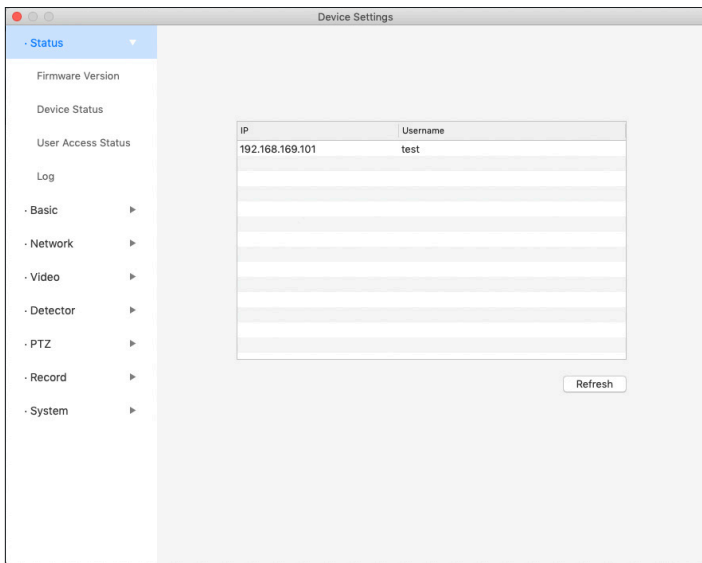 Device Settings
· Status
Firmware Version
Device Status
User Access Status
Log
· Basic
· Network
· Video
· Detector
· PTZ
· Record
· System
IP Username
192.168.169.101 test
Refresh